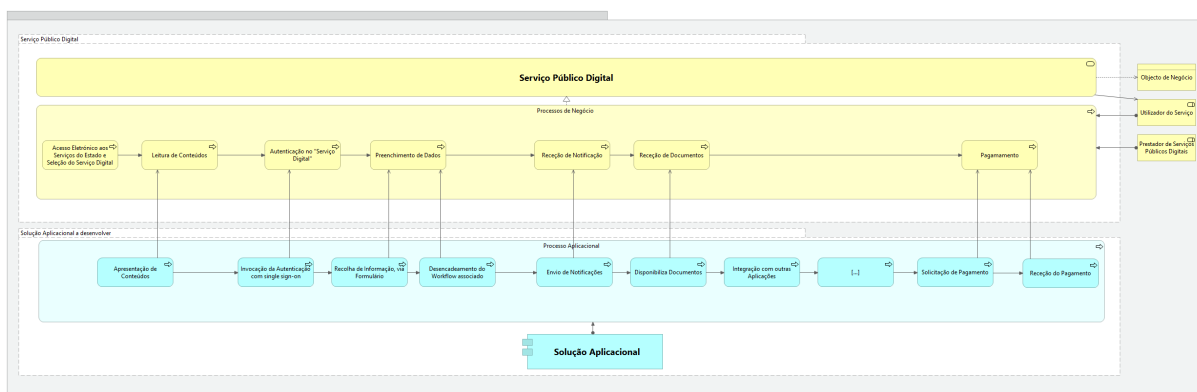 Serviço Público Digital
Serviço Público Digital
Objecto de Negócio
Processos de Negócio
Utilizador do Serviço
Prestador de Serviços
Públicos Digitais
Acesso Eletrónico aos
Serviços do Estado e
Seleção do Serviço Digital
Leitura de Conteúdos
Autenticação no "Serviço
Digital"
Preenchimento de Dados
Receção de Notificação
Receção de Documentos
Pagamamento
Solução Aplicacional a desenvolver
Processo Aplicacional
Apresentação de
Conteúdos
Invocação da Autenticação
com single sign-on
Recolha de Informação, via
Formulário
Desencadeamento do
Workflow associado
Envio de Notificações
Disponibiliza Documentos
Integração com outras
Aplicações
[...]
Solicitação de Pagamento
Receção do Pagamento
Solução Aplicacional